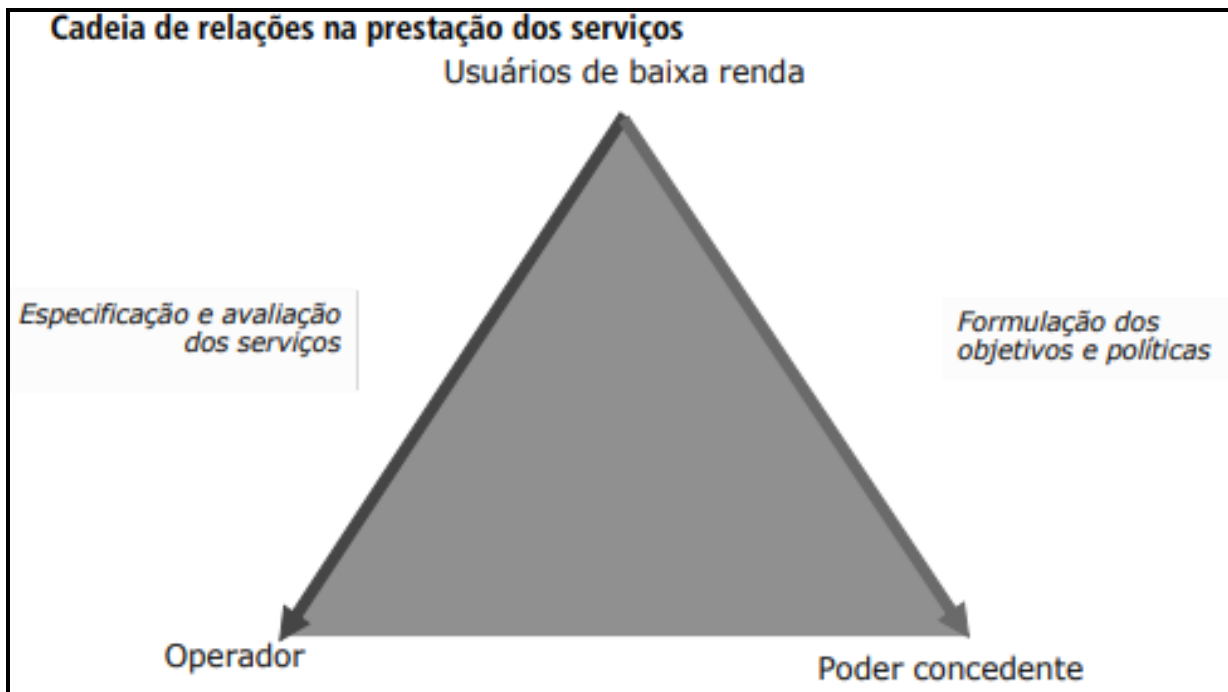 Cadeia de relações na prestação dos serviços
Usuários de baixa renda
Especificação e avaliação
dos serviços
Formulação dos
objetivos e políticas
Operador
Poder concedente